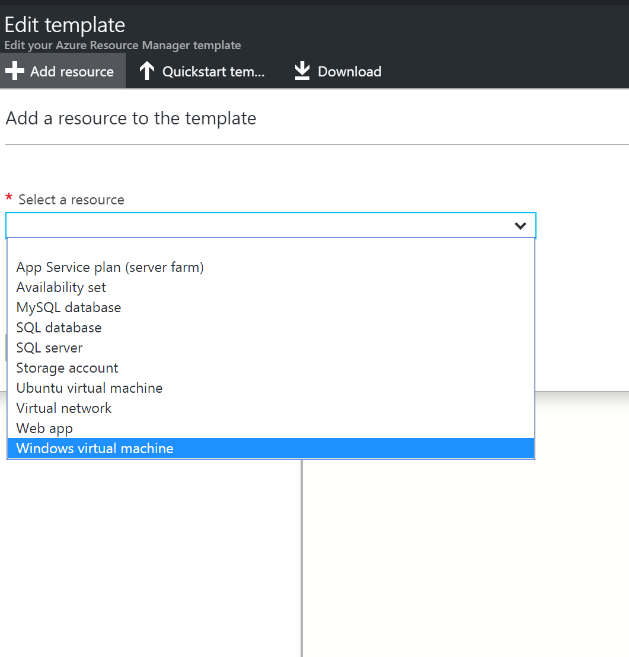 Edit template
Edit your Azure Resource Manager template
Add resource Quickstart tem... Download
Add a resource to the template
* Select a resource
App Service plan (server farm)
Availability set
MySQL database
SQL database
SQL server
Storage account
Ubuntu virtual machine
Virtual network
Web app
Windows virtual machine